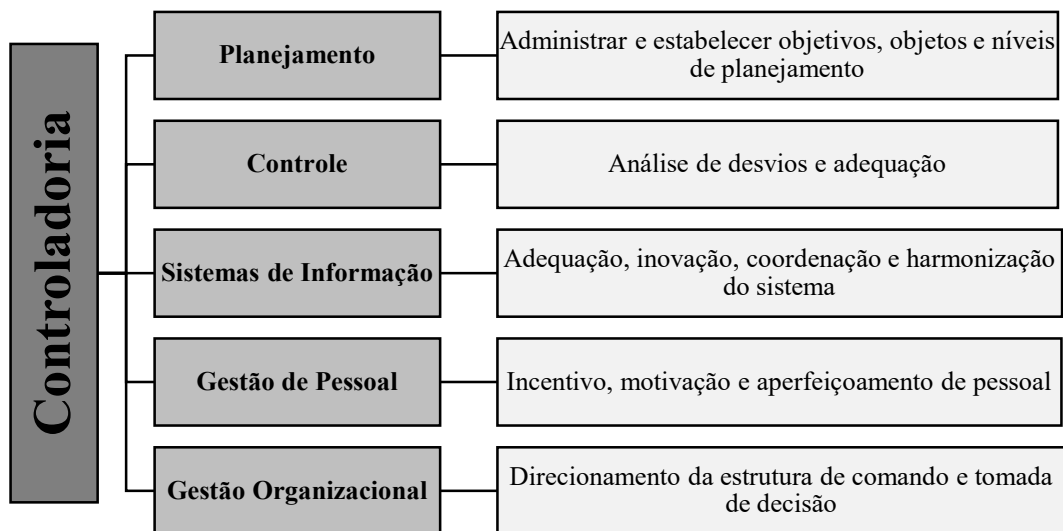 Controladoria
Planejamento
Administrar e estabelecer objetivos, objetos e níveis
de planejamento
Controle
Análise de desvios e adequação
Sistemas de Informação
Adequação, inovação, coordenação e harmonização
do sistema
Gestão de Pessoal
Incentivo, motivação e aperfeiçoamento de pessoal
Gestão Organizacional
Direcionamento da estrutura de comando e tomada
de decisão